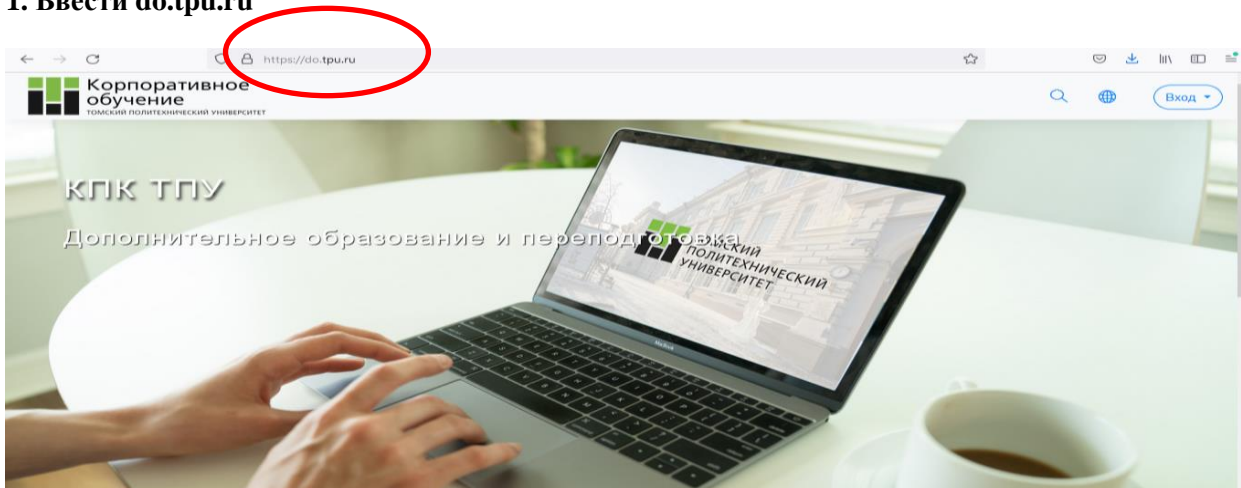 1. Ввести do.tpu.ru
https://do.tpu.ru
Корпоративное
обучение
ТОМСКИЙ ПОЛИТЕХНИЧЕСКИЙ УНИВЕРСИТЕТ
Вход
КПК ТПУ
Дополнительное образование и переподготовка
ТОМСКИЙ
ПОЛИТЕХНИЧЕСКИЙ
УНИВЕРСИТЕТ